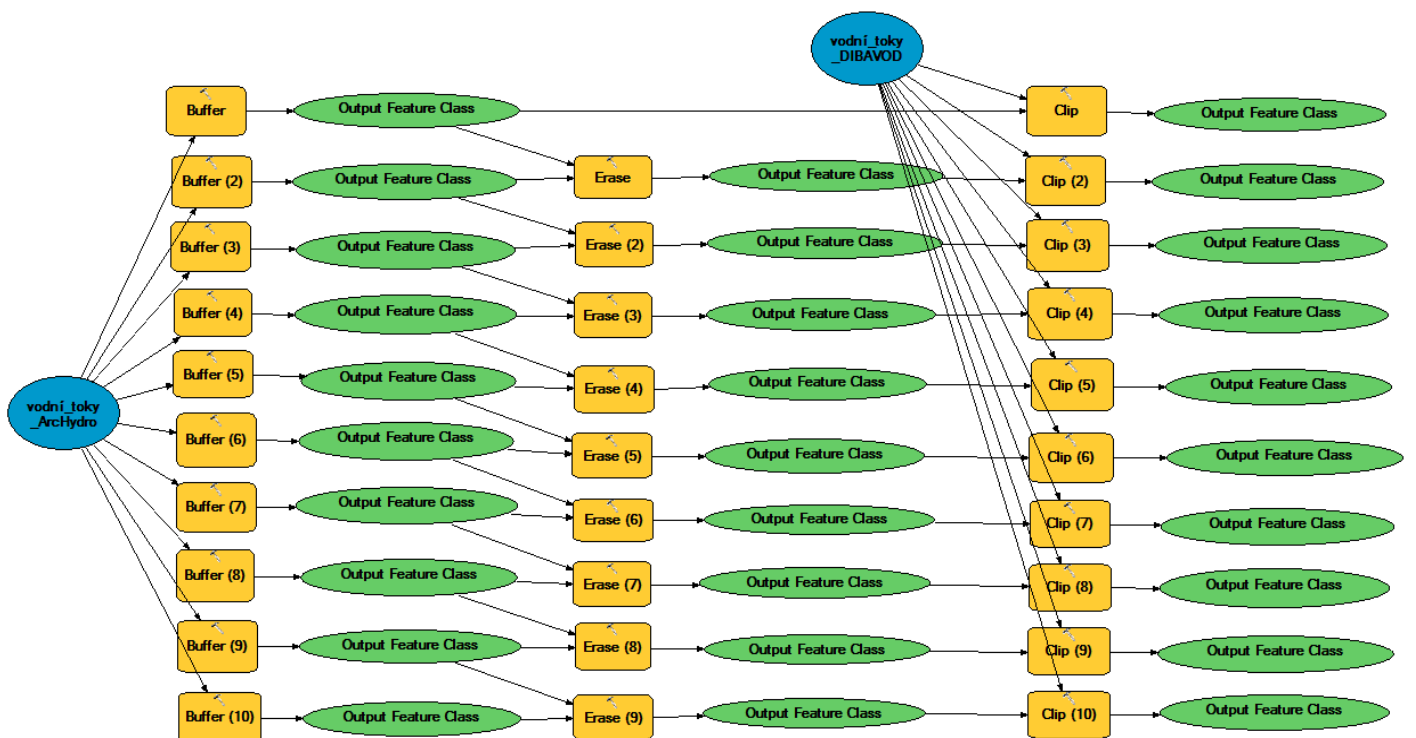 vodní_toky
_DIBAVOD
Buffer
Output Feature Class
Clip
Output Feature Class
Buffer (2)
Output Feature Class
Erase
Output Feature Class
Clip (2)
Output Feature Class
Buffer (3)
Output Feature Class
Erase (2)
Output Feature Class
Clip (3)
Output Feature Class
Buffer (4)
Output Feature Class
Erase (3)
Output Feature Class
Clip (4)
Output Feature Class
Buffer (5)
Output Feature Class
Erase (4)
Output Feature Class
Clip (5)
Output Feature Class
vodní_toky
_ArcHydro
Buffer (6)
Output Feature Class
Erase (5)
Output Feature Class
Clip (6)
Output Feature Class
Buffer (7)
Output Feature Class
Erase (6)
Output Feature Class
Clip (7)
Output Feature Class
Buffer (8)
Output Feature Class
Erase (7)
Output Feature Class
Clip (8)
Output Feature Class
Buffer (9)
Output Feature Class
Erase (8)
Output Feature Class
Clip (9)
Output Feature Class
Buffer (10)
Output Feature Class
Erase (9)
Output Feature Class
Clip (10)
Output Feature Class